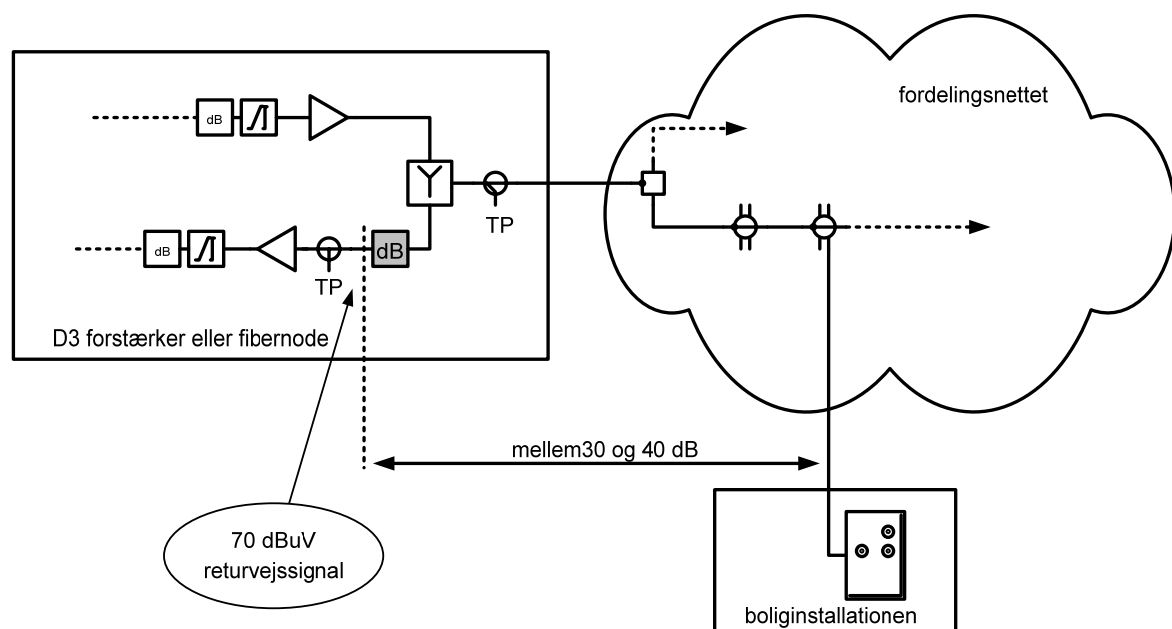 fordelingsnettet
dB
TP
dB
dB
TP
D3 forstærker eller fibernode
mellem30 og 40 dB
70 dBuV
returvejssignal
boliginstallationen